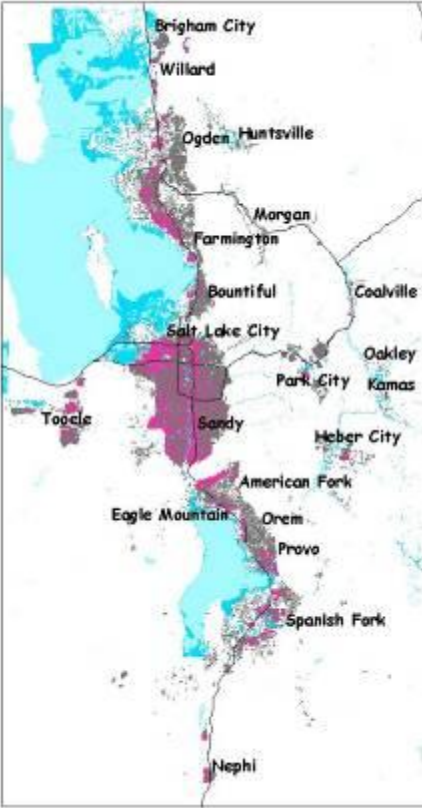 Brigham City
Willard
Ogden
Huntsville
Morgan
Farmington
Bountiful
Coalville
Salt Lake City
Oakley
Park City
Kamas
Tooele
Sandy
Heber City
American Fork
Eagle Mountain
Orem
Provo
Spanish Fork
Nephi